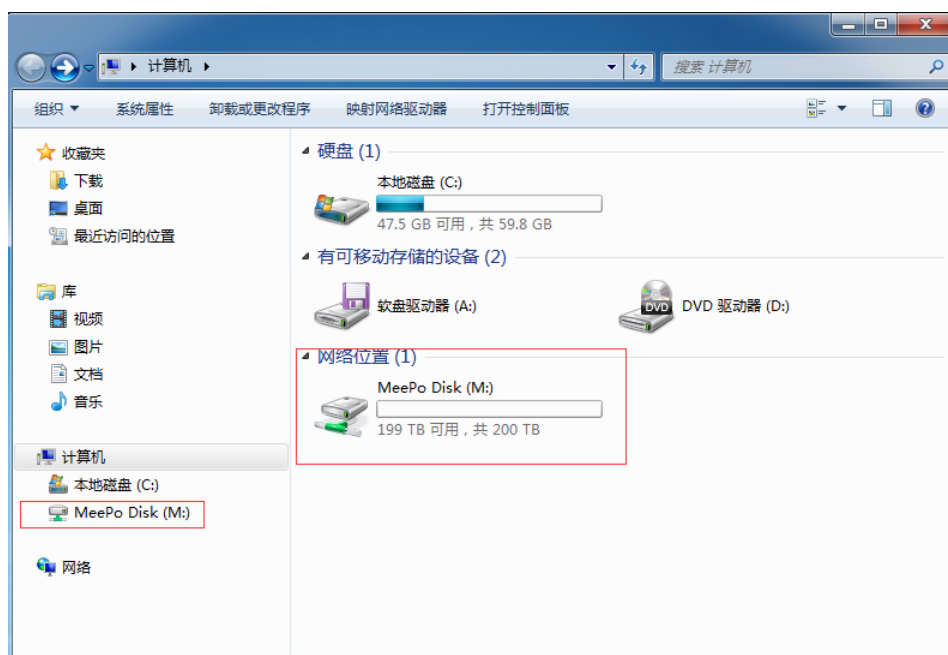 计算机
搜索 计算机
组织 系统属性 卸载或更改程序 映射网络驱动器 打开控制面板
收藏夹
下载
桌面
最近访问的位置
库
视频
图片
文档
音乐
计算机
本地磁盘 (C:)
MeePo Disk (M:)
网络
硬盘 (1)
本地磁盘 (C:)
47.5 GB 可用，共 59.8 GB
有可移动存储的设备 (2)
软盘驱动器 (A:)
DVD
DVD 驱动器 (D:)
网络位置 (1)
MeePo Disk (M:)
199 TB 可用，共 200 TB